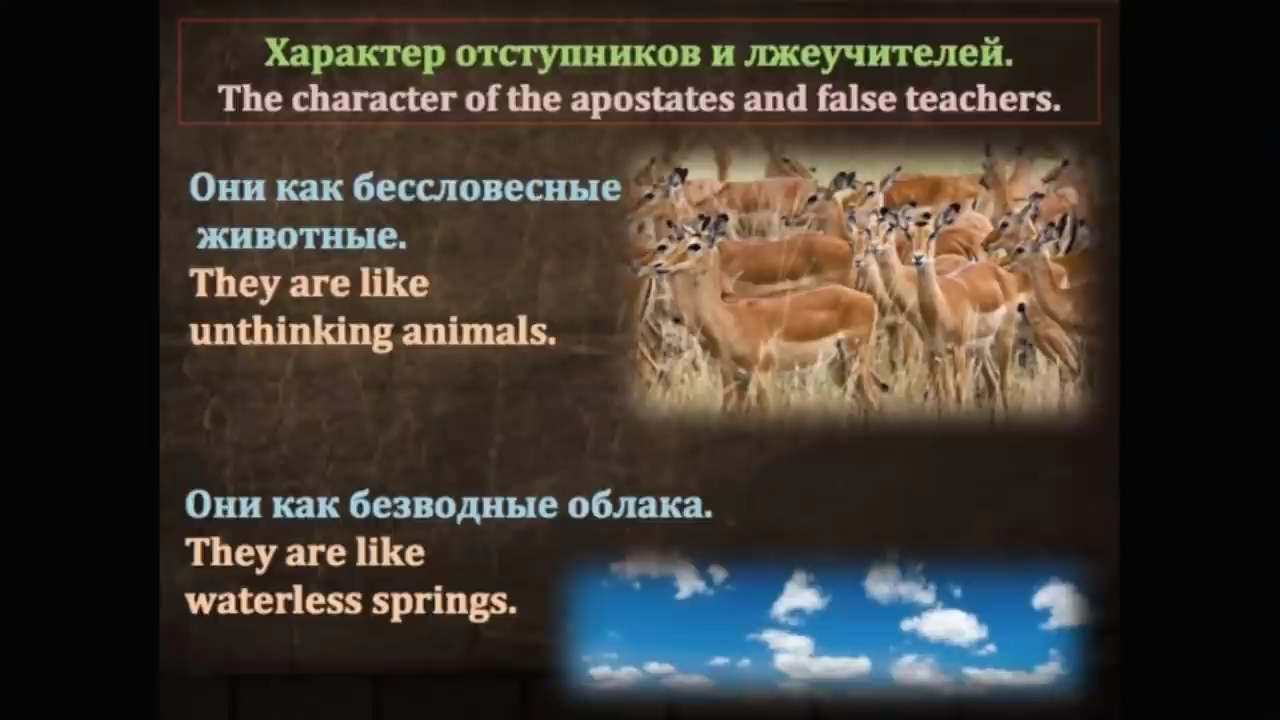 Характер отступников и лжеучителей.
The character of the apostates and false teachers.
Они как бессловесные
животные.
They are like
unthinking animals.
Они как безводные облака.
They are like
waterless springs.